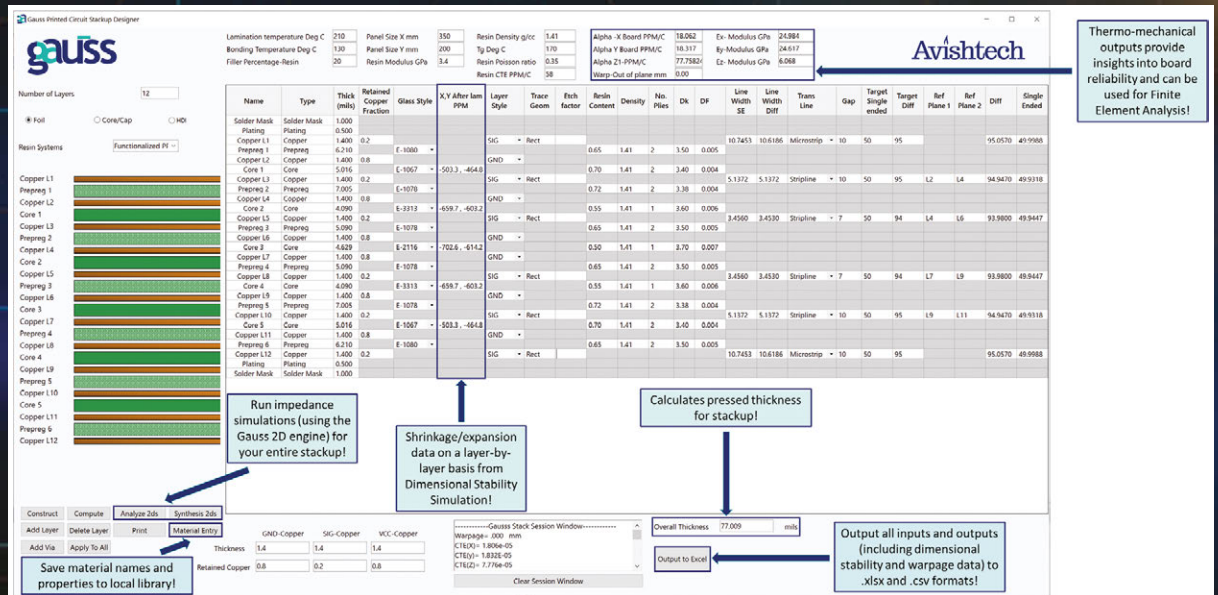 Gauss Printed Circuit Stackup Designer
gauss
Lamination temperature Deg C 210 Panel Size X mm 350 Resin Density g/cc 1.41 Alpha -X Board PPM/C 18.062 Ex- Modulus GPa 24.984
Bonding Temperature Deg C 130 Panel Size Y mm 200 Tg Deg C 170 Alpha Y Board PPM/C 18.317 Ey-Modulus GPa 24.617
Filler Percentage-Resin 20 Resin Modulus GPa 3.4 Resin Poisson ratio 0.35 Alpha Z1-PPM/C 77.7582 Ez- Modulus GPa 6.068
Resin CTE PPM/C 58 Warp-Out of plane mm 0.00
Avishtech
Thermo-mechanical
outputs provide
insights into board
reliability and can be
used for Finite
Element Analysis!
Number of Layers 12
Foil Core/Cap HDI
Resin Systems Functionalized PI
Copper L1
Prepreg 1
Copper L2
Core 1
Copper L3
Prepreg 2
Copper L4
Core 2
Copper L5
Prepreg 3
Copper L6
Core 3
Copper L7
Prepreg 4
Copper L8
Core 4
Copper L9
Prepreg 5
Copper L10
Core 5
Copper L11
Prepreg 6
Copper L12
Name Type Thick (mils) Retained Copper Fraction Glass Style X,Y After lam PPM Layer Style Trace Geom Etch factor Resin Content Density No. Plies Dk DF Line Width SE Line Width Diff Trans Line Gap Target Single ended Target Diff Ref Plane 1 Ref Plane 2 Diff Single Ended
Solder Mask Solder Mask 1.000
Plating Plating 0.500
Copper L1 Copper 1.400 0.2 SIG Rect 10.7453 10.6186 Microstrip 10 50 95 95.0570 49.9988
Prepreg 1 Prepreg 6.210 E-1080 0.65 1.41 2 3.50 0.005
Copper L2 Copper 1.400 0.8 GND
Core 1 Core 5.016 E-1067 -503.3 , -464.8 0.70 1.41 2 3.40 0.004
Copper L3 Copper 1.400 0.2 SIG Rect 5.1372 5.1372 Stripline 10 50 95 L2 L4 94.9470 49.9318
Prepreg 2 Prepreg 7.005 E-1078 0.72 1.41 2 3.38 0.004
Copper L4 Copper 1.400 0.8 GND
Core 2 Core 4.090 E-3313 -659.7 , -603.2 0.55 1.41 1 3.60 0.006
Copper L5 Copper 1.400 0.2 SIG Rect 3.4560 3.4530 Stripline 7 50 94 L4 L6 93.9800 49.9447
Prepreg 3 Prepreg 5.090 E-1078 0.65 1.41 2 3.50 0.005
Copper L6 Copper 1.400 0.8 GND
Core 3 Core 4.629 E-2116 -702.6 , -614.2 0.50 1.41 1 3.70 0.007
Copper L7 Copper 1.400 0.8 GND
Prepreg 4 Prepreg 5.090 E-1078 0.65 1.41 2 3.50 0.005
Copper L8 Copper 1.400 0.2 SIG Rect 3.4560 3.4530 Stripline 7 50 94 L7 L9 93.9800 49.9447
Core 4 Core 4.090 E-3313 -659.7 , -603.2 0.55 1.41 1 3.60 0.006
Copper L9 Copper 1.400 0.8 GND
Prepreg 5 Prepreg 7.005 E-1078 0.72 1.41 2 3.38 0.004
Copper L10 Copper 1.400 0.2 SIG Rect 5.1372 5.1372 Stripline 10 50 95 L9 L11 94.9470 49.9318
Core 5 Core 5.016 E-1067 -503.3 , -464.8 0.70 1.41 2 3.40 0.004
Copper L11 Copper 1.400 0.8 GND
Prepreg 6 Prepreg 6.210 E-1080 0.65 1.41 2 3.50 0.005
Copper L12 Copper 1.400 0.2 SIG Rect 10.7453 10.6186 Microstrip 10 50 95 95.0570 49.9988
Plating Plating 0.500
Solder Mask Solder Mask 1.000
Run impedance
simulations (using the
Gauss 2D engine) for
your entire stackup!
Shrinkage/expansion
data on a layer-by-
layer basis from
Dimensional Stability
Simulation!
Calculates pressed thickness
for stackup!
Construct Compute Analyze 2ds Synthesis 2ds
Add Layer Delete Layer Print Material Entry
Add Via Apply To All
GND-Copper SIG-Copper VCC-Copper
Thickness 1.4 1.4 1.4
Retained Copper 0.8 0.2 0.8
Save material names and
properties to local library!
------------Gausss Stack Session Window-----------
Warpage= .000 mm
CTE(X)= 1.806e-05
CTE(y)= 1.832E-05
CTE(Z)= 7.776e-05
Clear Session Window
Overall Thickness 77.009 mils
Output to Excel
Output all inputs and outputs
(including dimensional
stability and warpage data) to
.xlsx and .csv formats!